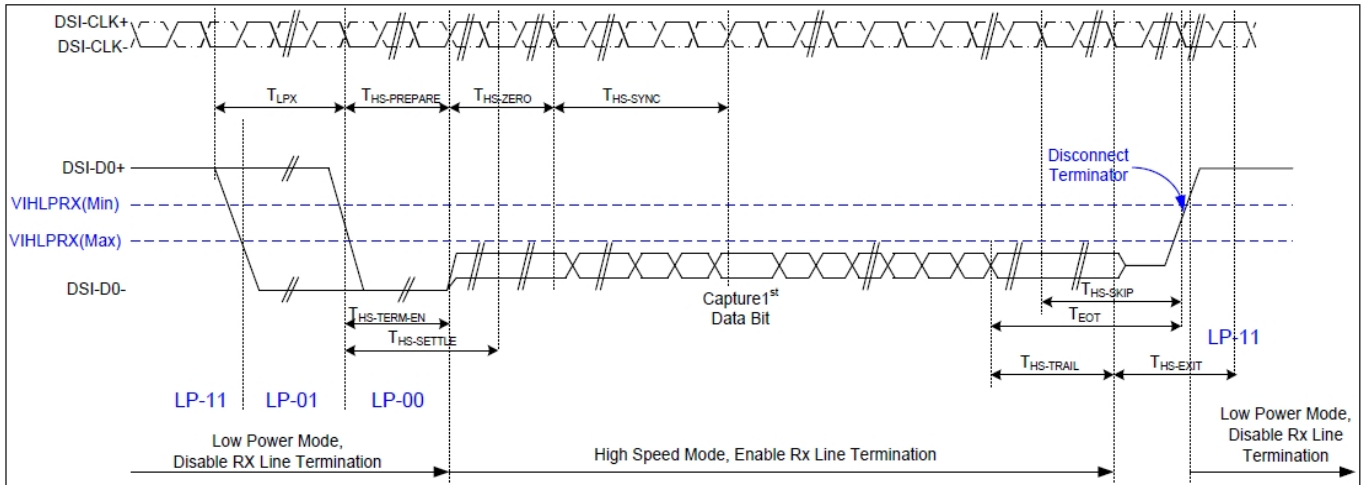 DSI-CLK+
DSI-CLK-
TLPX
THS-PREPARE
THS-ZERO
THS-SYNC
DSI-D0+
Disconnect
Terminator
VIHLPRX(Min)
VIHLPRX(Max)
DSI-D0-
Capture1st
Data Bit
THS-SKIP
THS-TERM-EN
TEOT
THS-SETTLE
LP-11
THS-TRAIL
THS-EXIT
LP-11
LP-01
LP-00
Low Power Mode,
Disable RX Line Termination
High Speed Mode, Enable Rx Line Termination
Low Power Mode,
Disable Rx Line
Termination